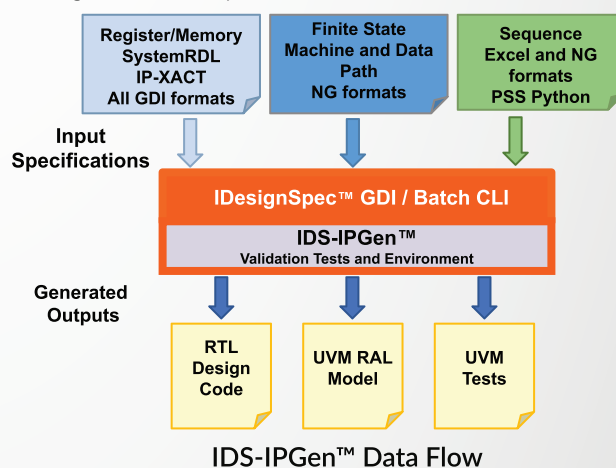 Register/Memory
SystemRDL
IP-XACT
All GDI formats
Finite State
Machine and Data
Path
NG formats
Sequence
Excel and NG
formats
PSS Python
Input
Specifications
IDesignSpec™ GDI / Batch CLI
IDS-IPGen™
Validation Tests and Environment
Generated
Outputs
RTL
Design
Code
UVM RAL
Model
UVM
Tests
IDS-IPGen™ Data Flow